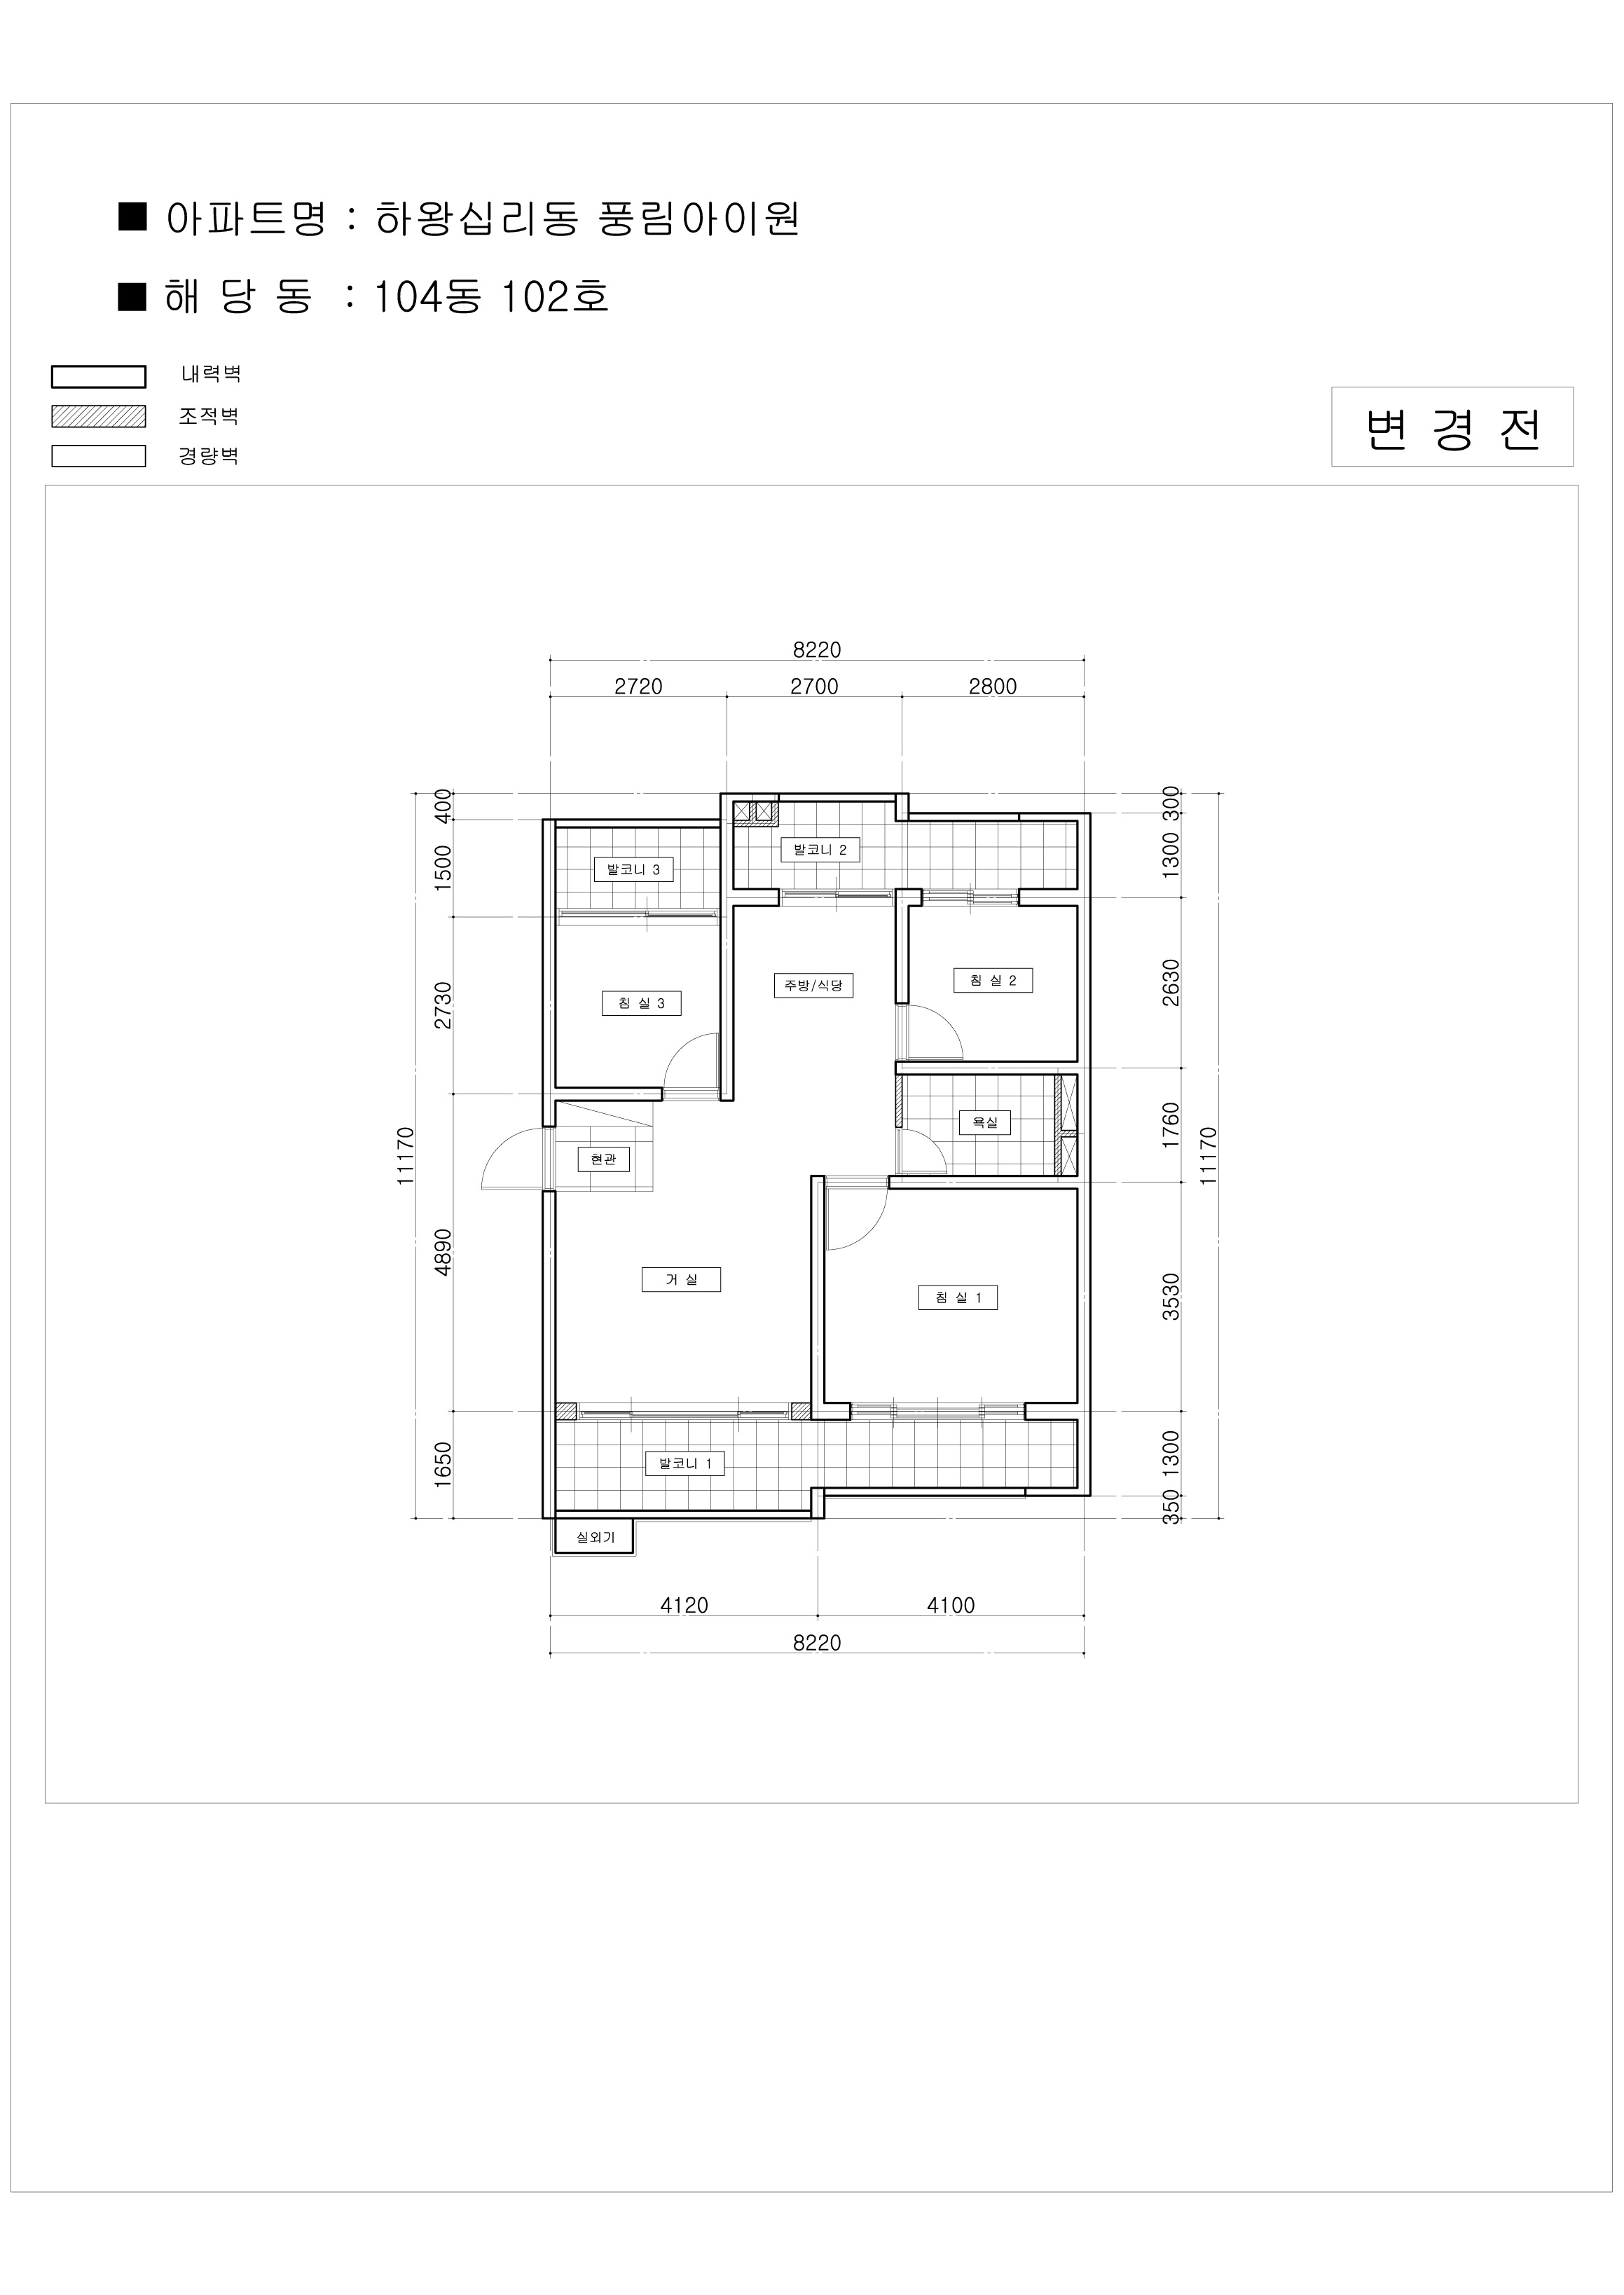 ■ 아파트명 : 하왕십리동 풍림아이원
■ 해 당 동 : 104동 102호
내력벽
조적벽
경량벽
변 경 전
8220
2720 2700 2800
400
300
1500
1300
발코니 3
발코니 2
2730
2630
침 실 3
주방/식당
침 실 2
11170
1760
11170
욕실
현관
4890
3530
거 실
침 실 1
1650
1300
발코니 1
350
실외기
4120 4100
8220